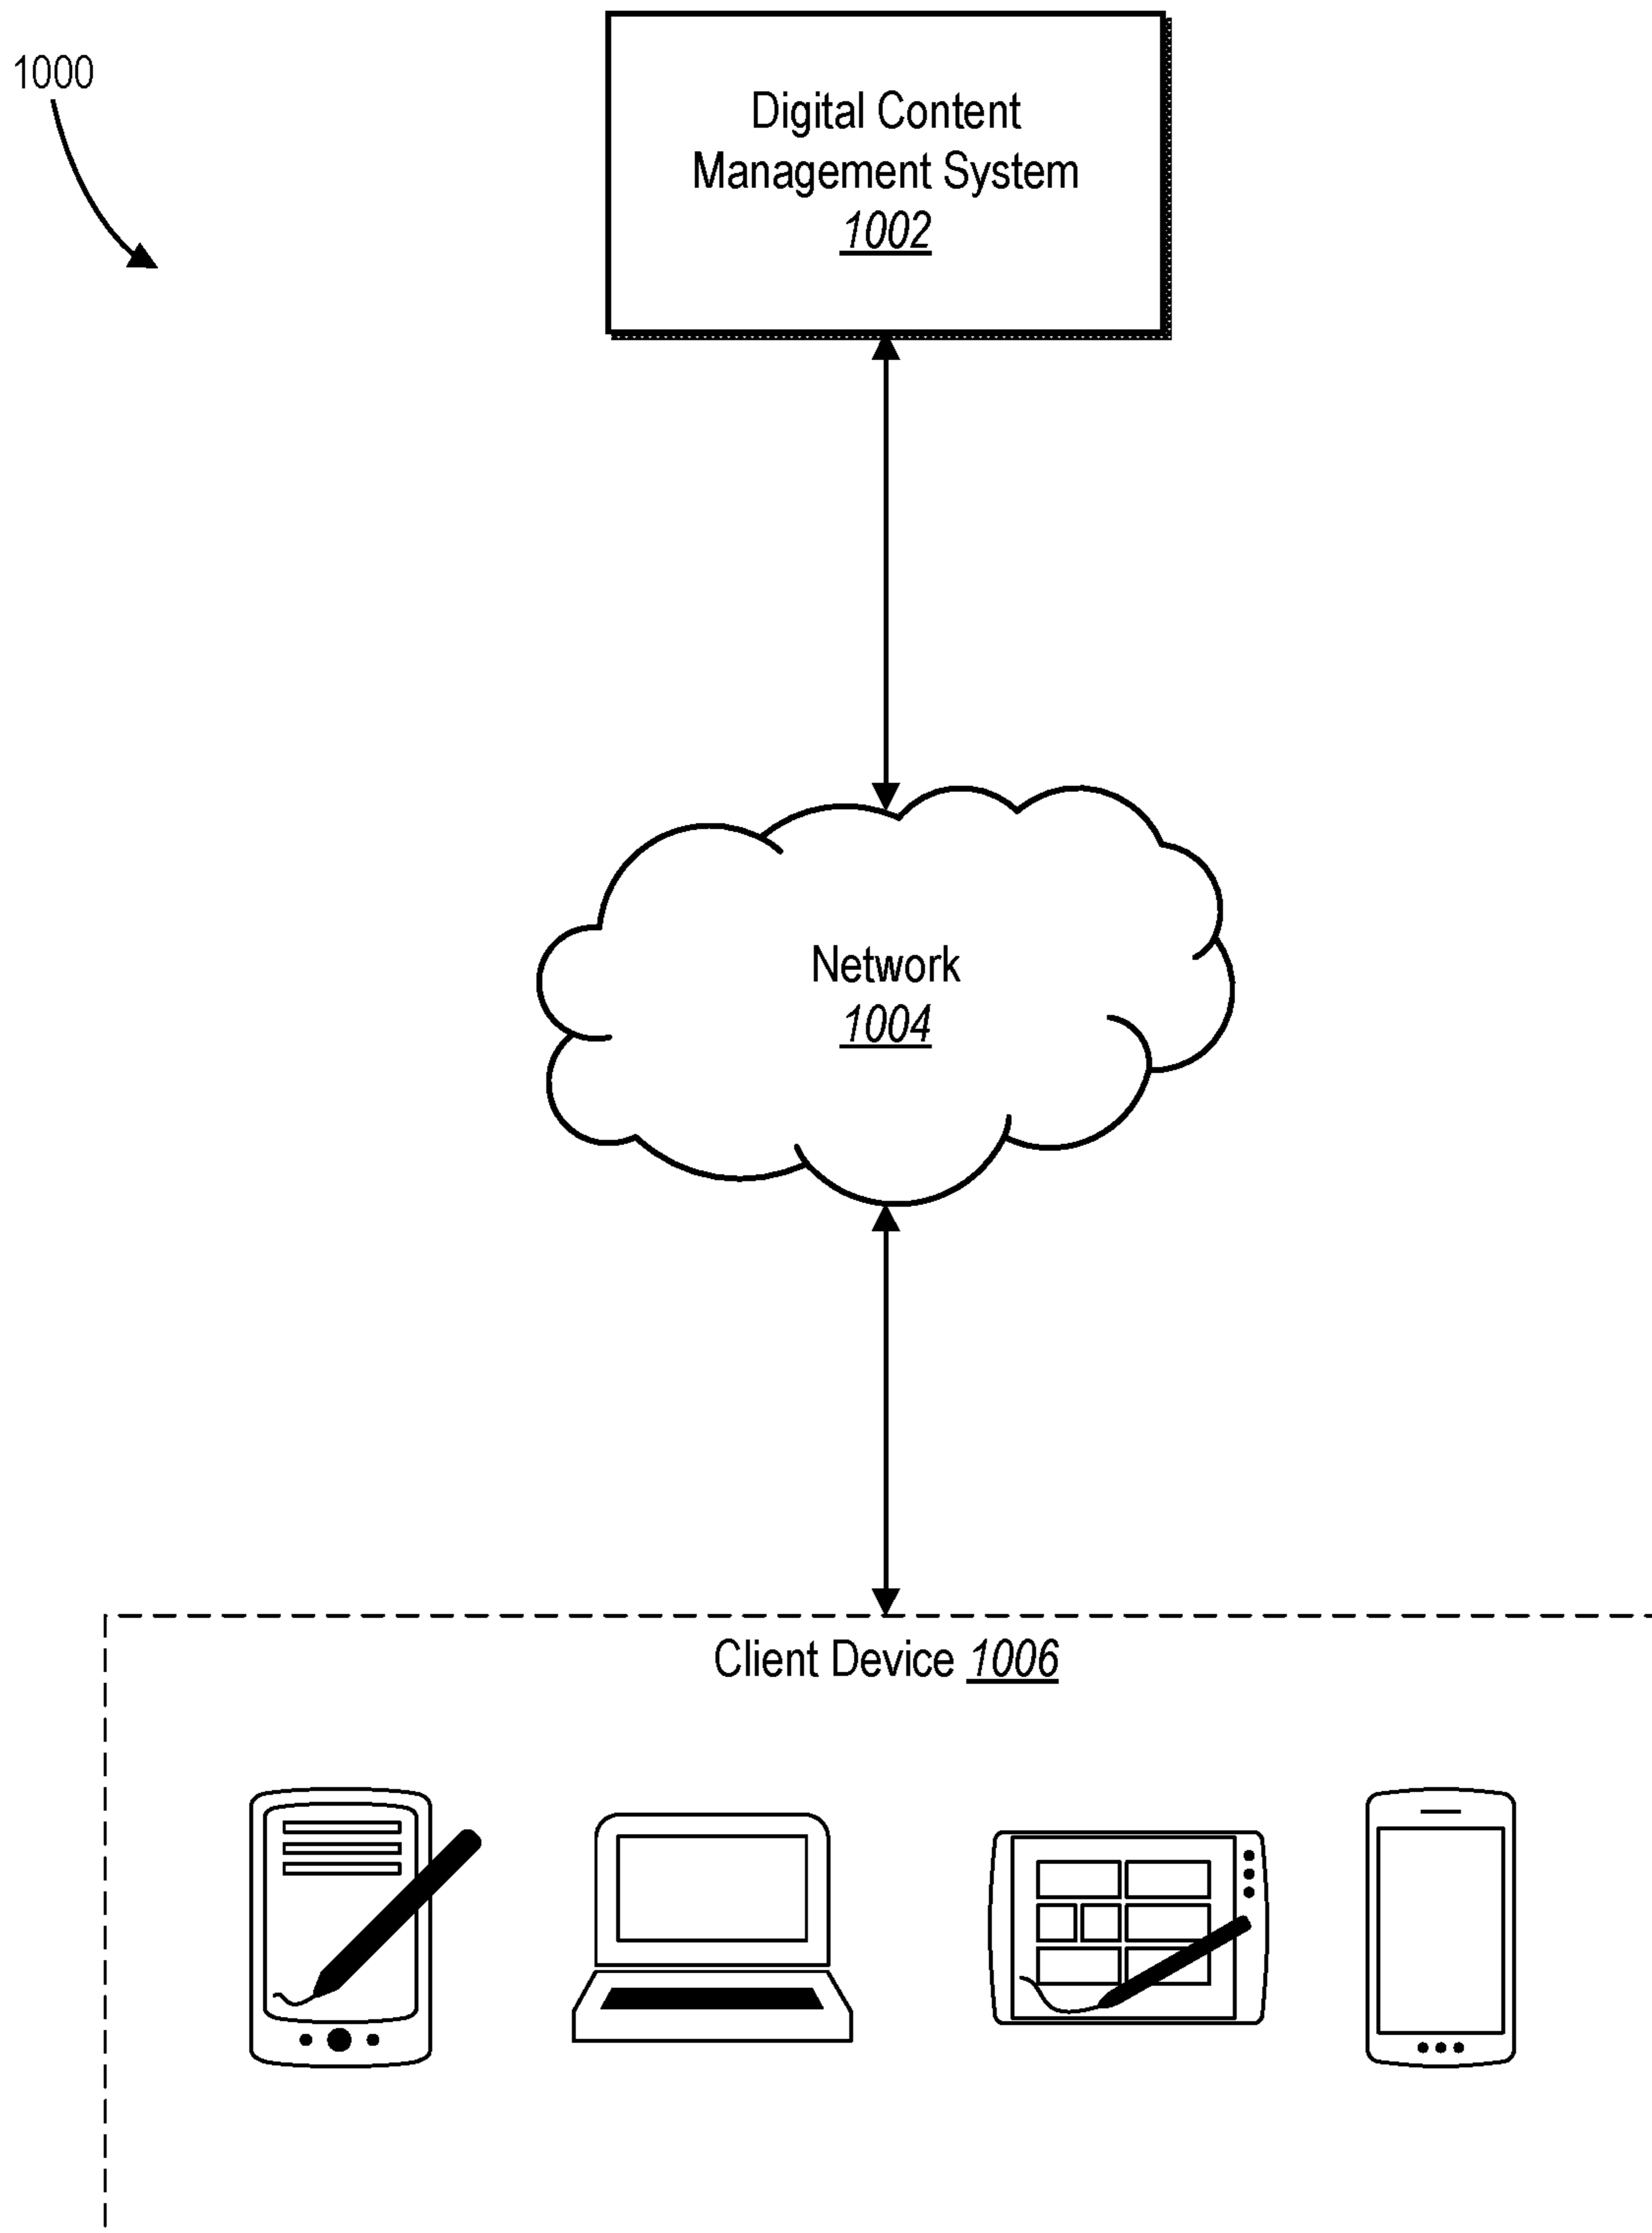 1000
Digital Content
Management System
1002
Network
1004
Client Device 1006